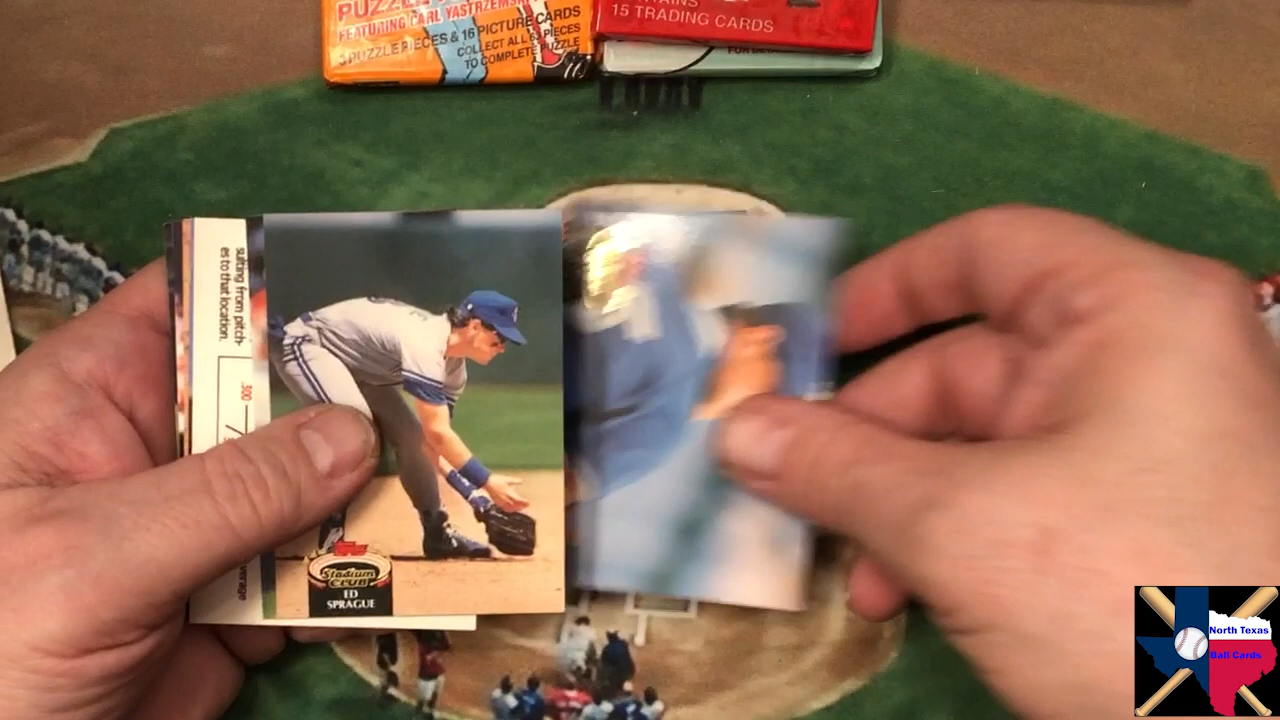 PUZZLE
FEATURING CARL YASTRZEMSKI
3 PUZZLE PIECES & 16 PICTURE CARDS
COLLECT ALL 63 PIECES
TO COMPLETE PUZZLE
15 TRADING CARDS
sulting from pitch-
es to that location.
.300
Topps
Stadium
CLUB
ED
SPRAGUE
North Texas
Ball Cards